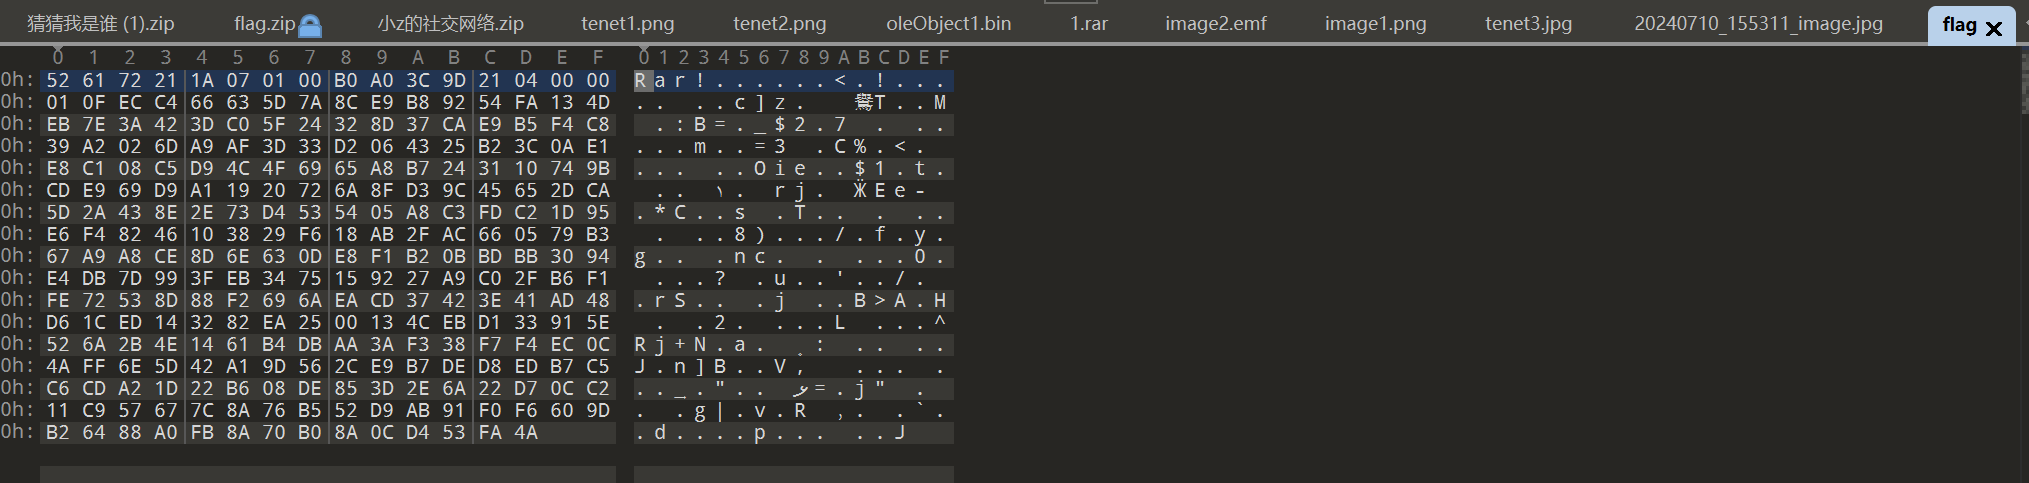 猜猜我是谁 (1).zip flag.zip 小z的社交网络.zip tenet1.png tenet2.png oleObject1.bin 1.rar image2.emf image1.png tenet3.jpg 20240710_155311_image.jpg flag
0 1 2 3 4 5 6 7 8 9 A B C D E F 0 1 2 3 4 5 6 7 8 9 A B C D E F
0h: 52 61 72 21 1A 07 01 00 B0 A0 3C 9D 21 04 00 00 Rar!......<.!...
0h: 01 0F EC C4 66 63 5D 7A 8C E9 B8 92 54 FA 13 4D .. ..c]z. 鸒T..M
0h: EB 7E 3A 42 3D C0 5F 24 32 8D 37 CA E9 B5 F4 C8 .:B=._$2.7 . ..
0h: 39 A2 02 6D A9 AF 3D 33 D2 06 43 25 B2 3C 0A E1 ...m..=3 .C%.<.
0h: E8 C1 08 C5 D9 4C 4F 69 65 A8 B7 24 31 10 74 9B ... ..Oie..$1.t.
0h: CD E9 69 D9 A1 19 20 72 6A 8F D3 9C 45 65 2D CA .. . rj. ӜEe-
0h: 5D 2A 43 8E 2E 73 D4 53 54 05 A8 C3 FD C2 1D 95 .*C..s .T.. . ..
0h: E6 F4 82 46 10 38 29 F6 18 AB 2F AC 66 05 79 B3 . ..8).../.f.y.
0h: 67 A9 A8 CE 8D 6E 63 0D E8 F1 B2 0B BD BB 30 94 g.. .nc. . ...0.
0h: E4 DB 7D 99 3F EB 34 75 15 92 27 A9 C0 2F B6 F1 . ...? .u. .' ./.
0h: FE 72 53 8D 88 F2 69 6A EA CD 37 42 3E 41 AD 48 .rS.. .j ..B>A.H
0h: D6 1C ED 14 32 82 EA 25 00 13 4C EB D1 33 91 5E . .2. ...L ...^
0h: 52 6A 2B 4E 14 61 B4 DB AA 3A F3 38 F7 F4 EC 0C Rj+N.a. .: .. ..
0h: 4A FF 6E 5D 42 A1 9D 56 2C E9 B7 DE D8 ED B7 C5 J.n]B..V, ... .
0h: C6 CD A2 1D 22 B6 08 DE 85 3D 2E 6A 22 D7 0C C2 .._.".. =.j" .
0h: 11 C9 57 67 7C 8A 76 B5 52 D9 AB 91 F0 F6 60 9D . .g|.v.R , .`.
0h: B2 64 88 A0 FB 8A 70 B0 8A 0C D4 53 FA 4A .d....p... ..J